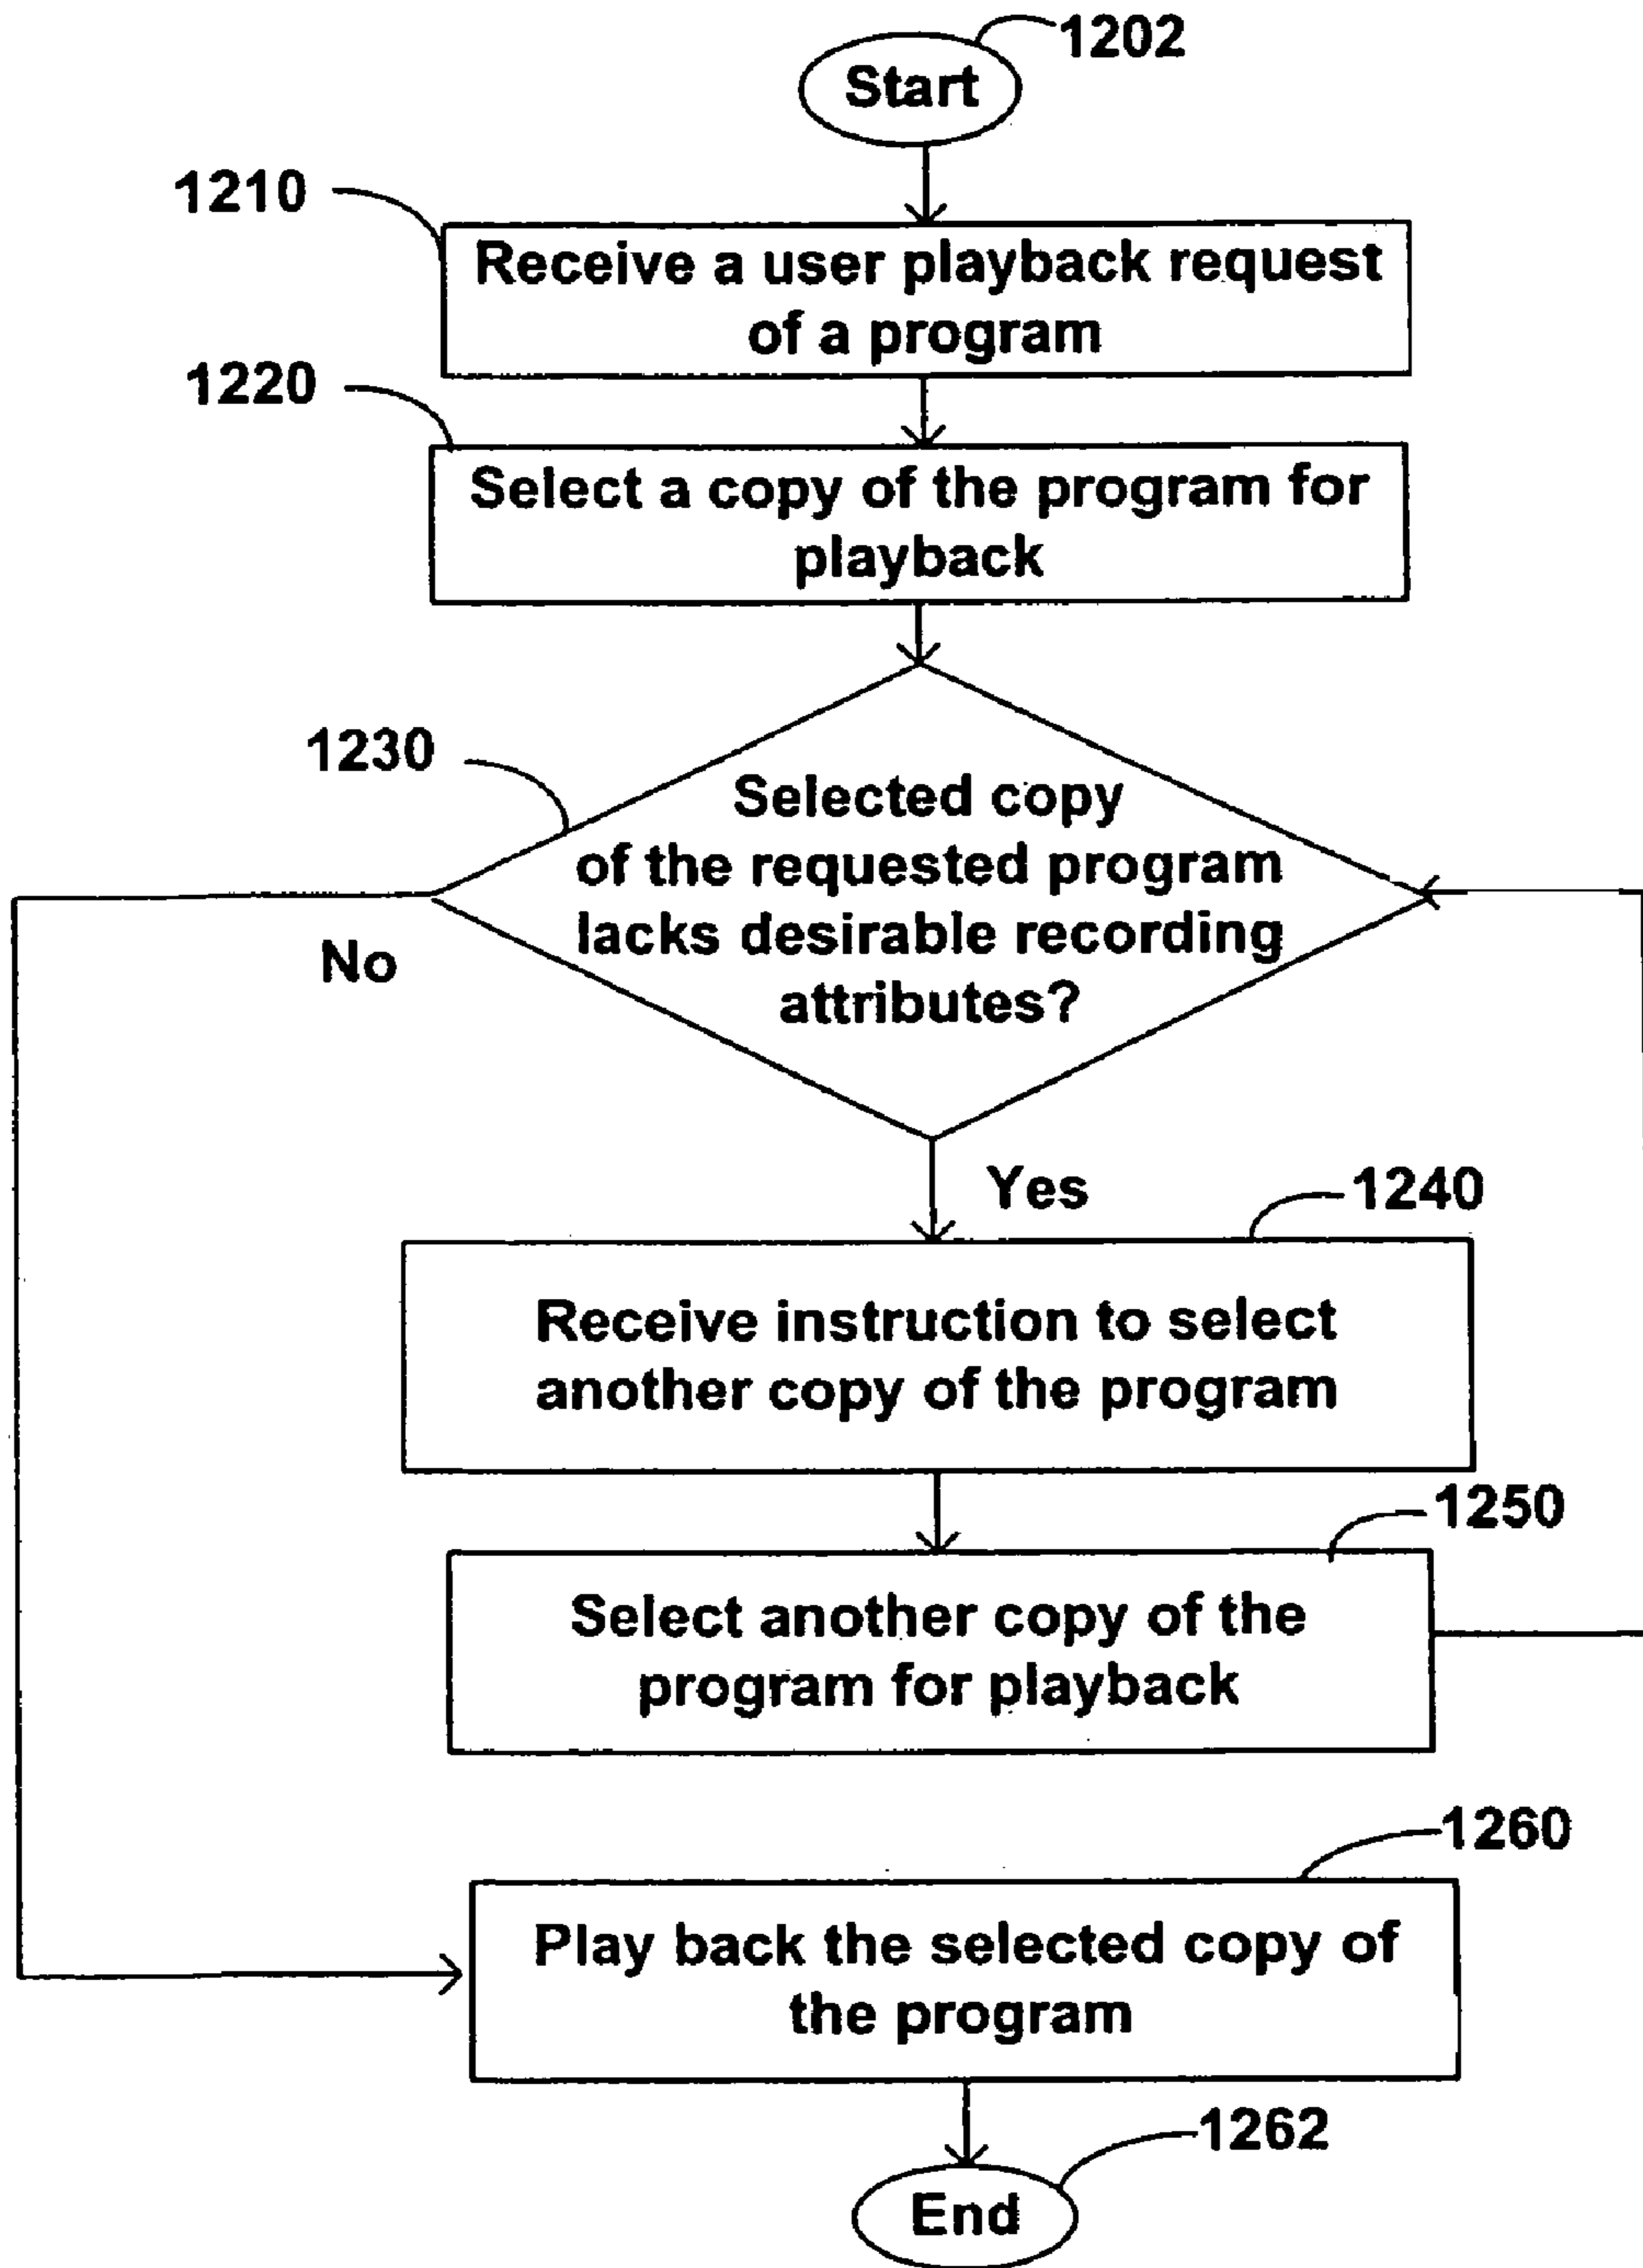 1202
Start
1210
Receive a user playback request
of a program
1220
Select a copy of the program for
playback
1230
Selected copy
of the requested program
lacks desirable recording
attributes?
No
Yes
1240
Receive instruction to select
another copy of the program
1250
Select another copy of the
program for playback
1260
Play back the selected copy of
the program
1262
End